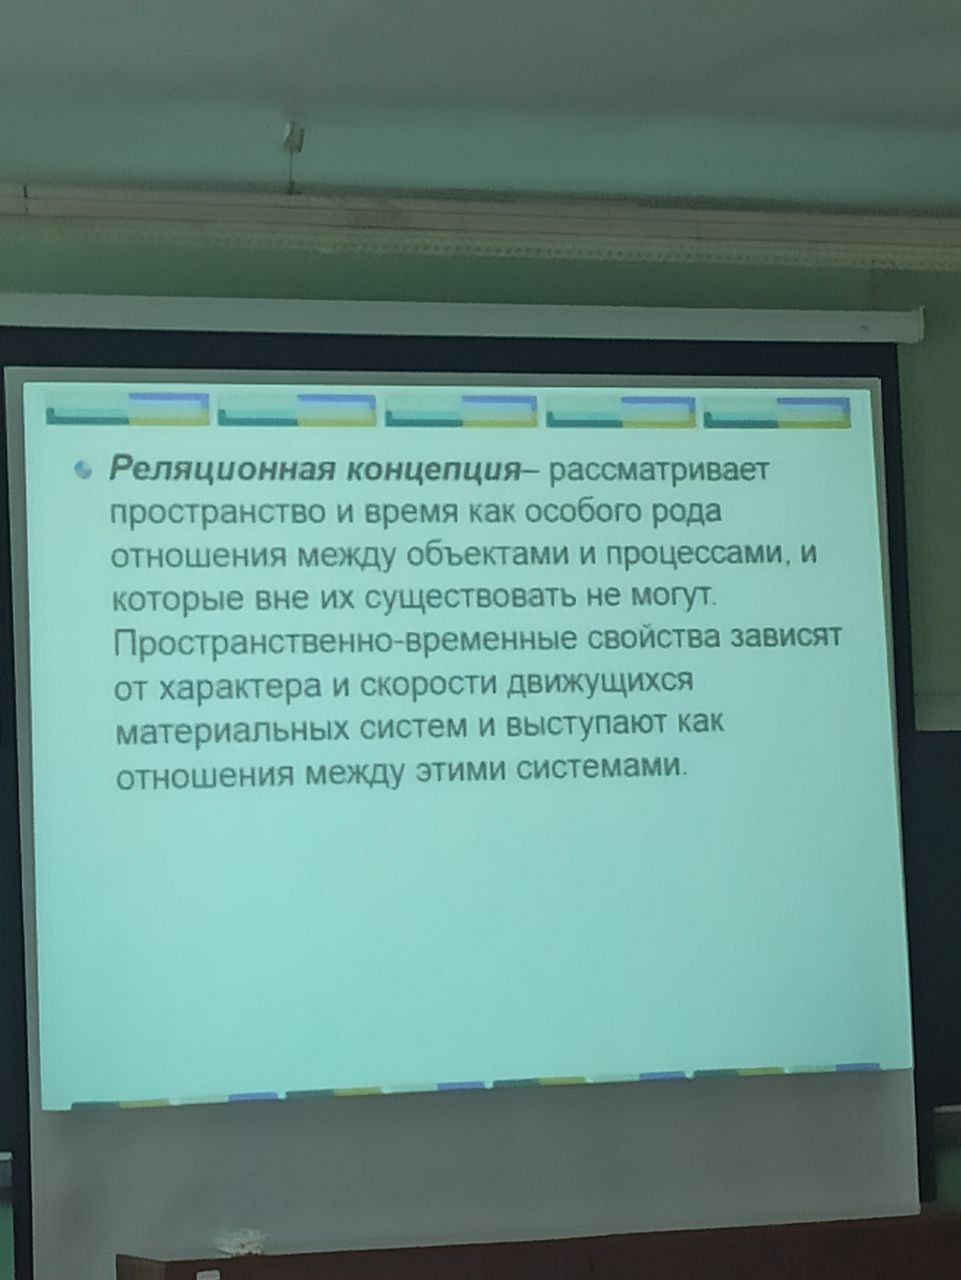 Реляционная концепция– рассматривает
пространство и время как особого рода
отношения между объектами и процессами, и
которые вне их существовать не могут.
Пространственно-временные свойства зависят
от характера и скорости движущихся
материальных систем и выступают как
отношения между этими системами.